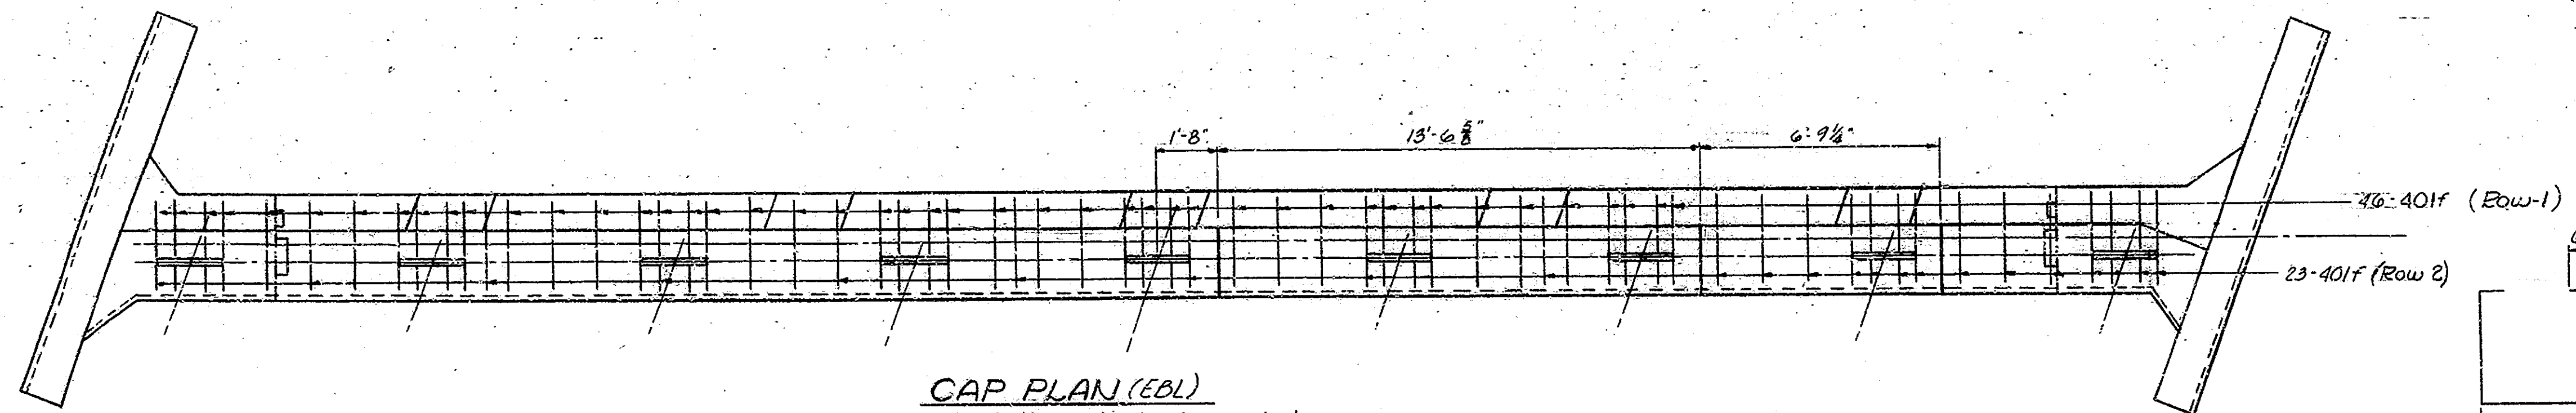 1'-8"
13'-6 5/8"
6'-9 1/4"
46-401f (Row-1)
23-401f (Row 2)
CAP PLAN (EBL)